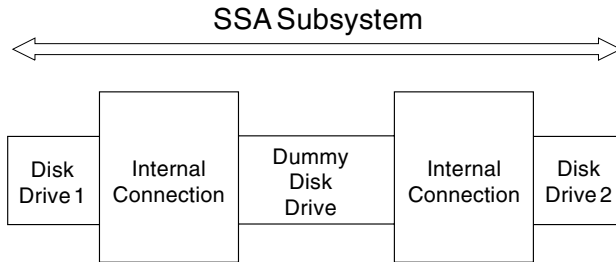 SSA Subsystem
Disk
Drive 1
Internal
Connection
Dummy
Disk
Drive
Internal
Connection
Disk
Drive 2